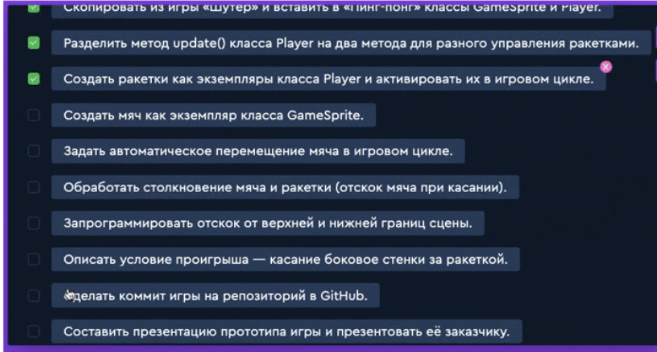 Скопировать из игры «Шутер» и вставить в «Пинг-понг» классы GameSprite и Player.
Разделить метод update() класса Player на два метода для разного управления ракетками.
Создать ракетки как экземпляры класса Player и активировать их в игровом цикле.
Создать мяч как экземпляр класса GameSprite.
Задать автоматическое перемещение мяча в игровом цикле.
Обработать столкновение мяча и ракетки (отскок мяча при касании).
Запрограммировать отскок от верхней и нижней границ сцены.
Описать условие проигрыша — касание боковое стенки за ракеткой.
Сделать коммит игры на репозиторий в GitHub.
Составить презентацию прототипа игры и презентовать её заказчику.